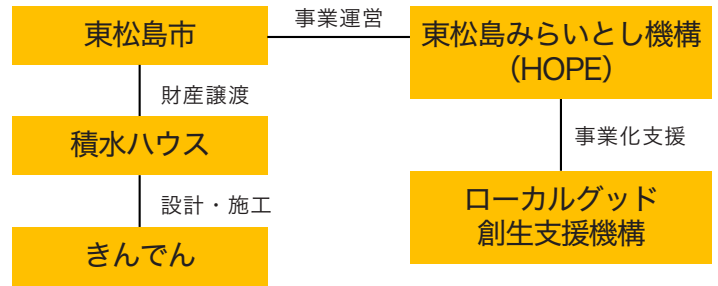 東松島市
事業運営
東松島みらいとし機構
（HOPE）
財産譲渡
積水ハウス
事業化支援
設計・施工
ローカルグッド
創生支援機構
きんでん